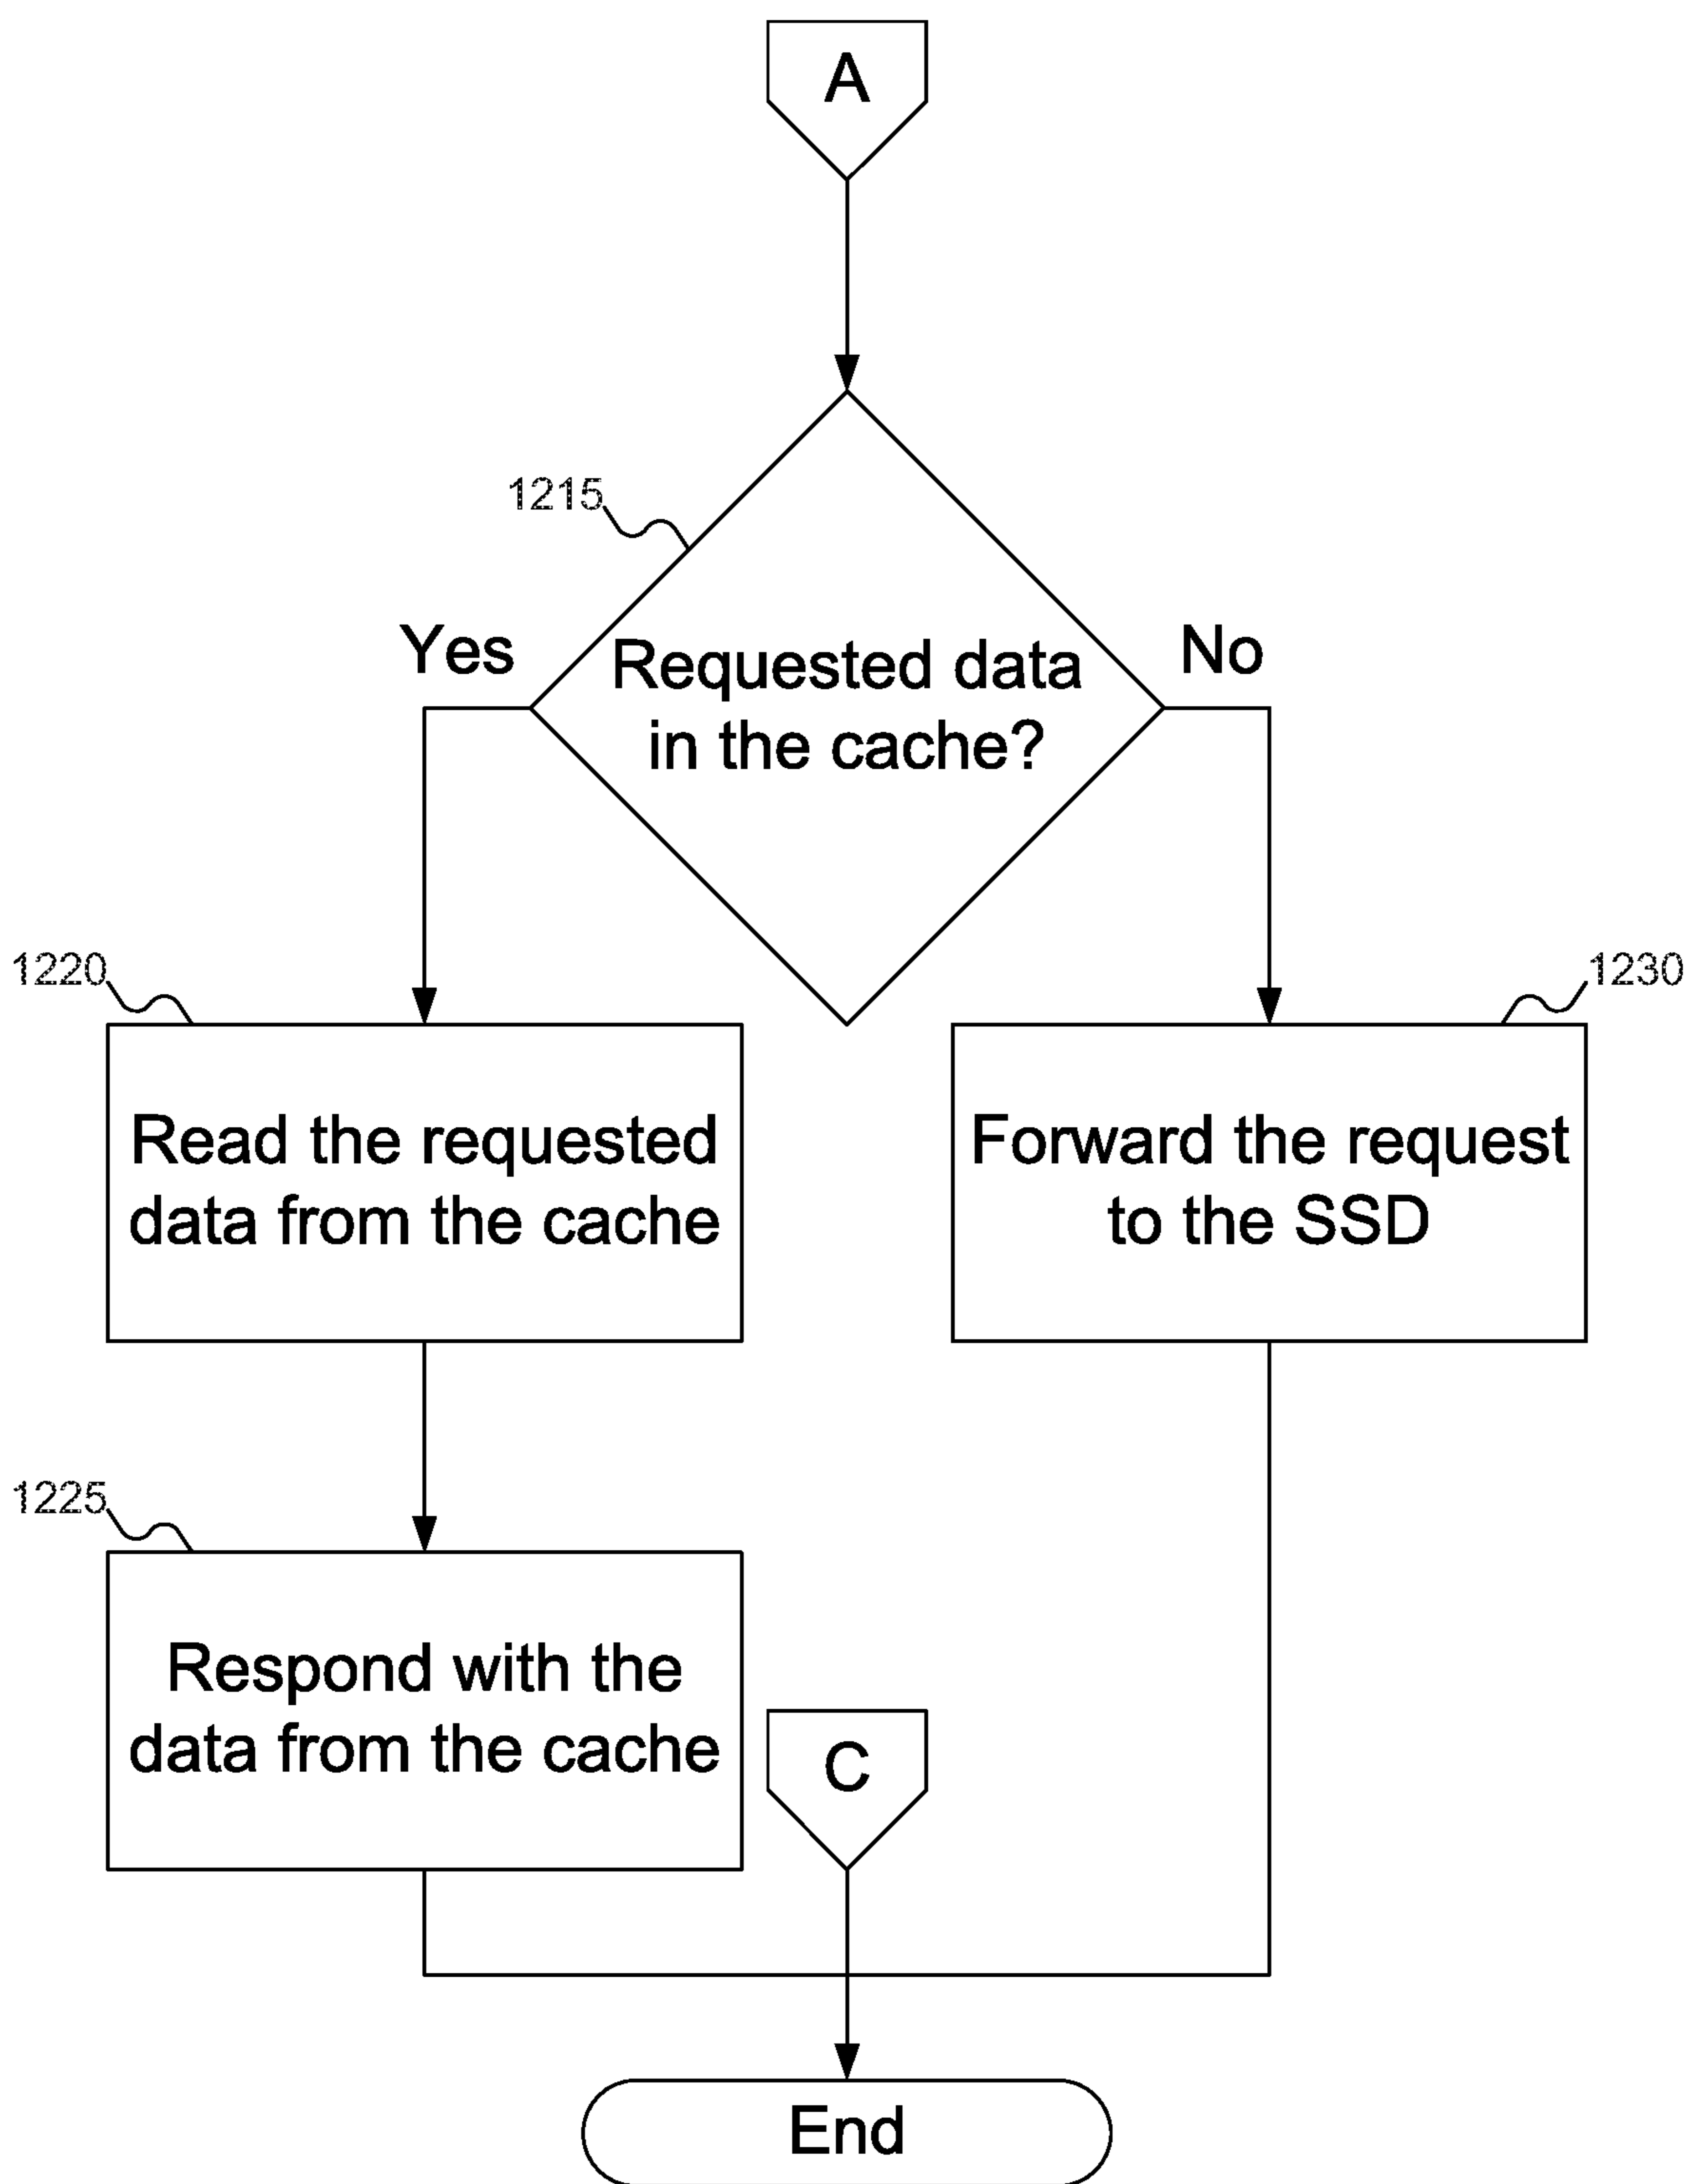 A
1215
Yes
No
Requested data
in the cache?
1220
1230
Read the requested
data from the cache
Forward the request
to the SSD
1225
Respond with the
data from the cache
C
End